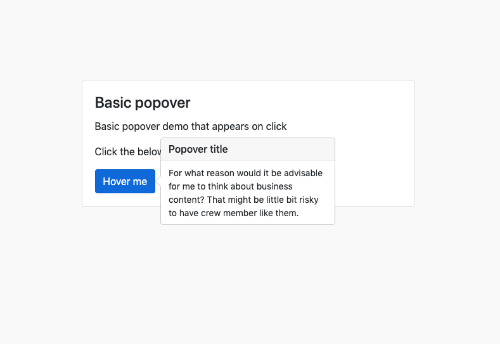 Basic popover
Basic popover demo that appears on click
Click the below
Popover title
Hover me
For what reason would it be advisable
for me to think about business
content? That might be little bit risky
to have crew member like them.